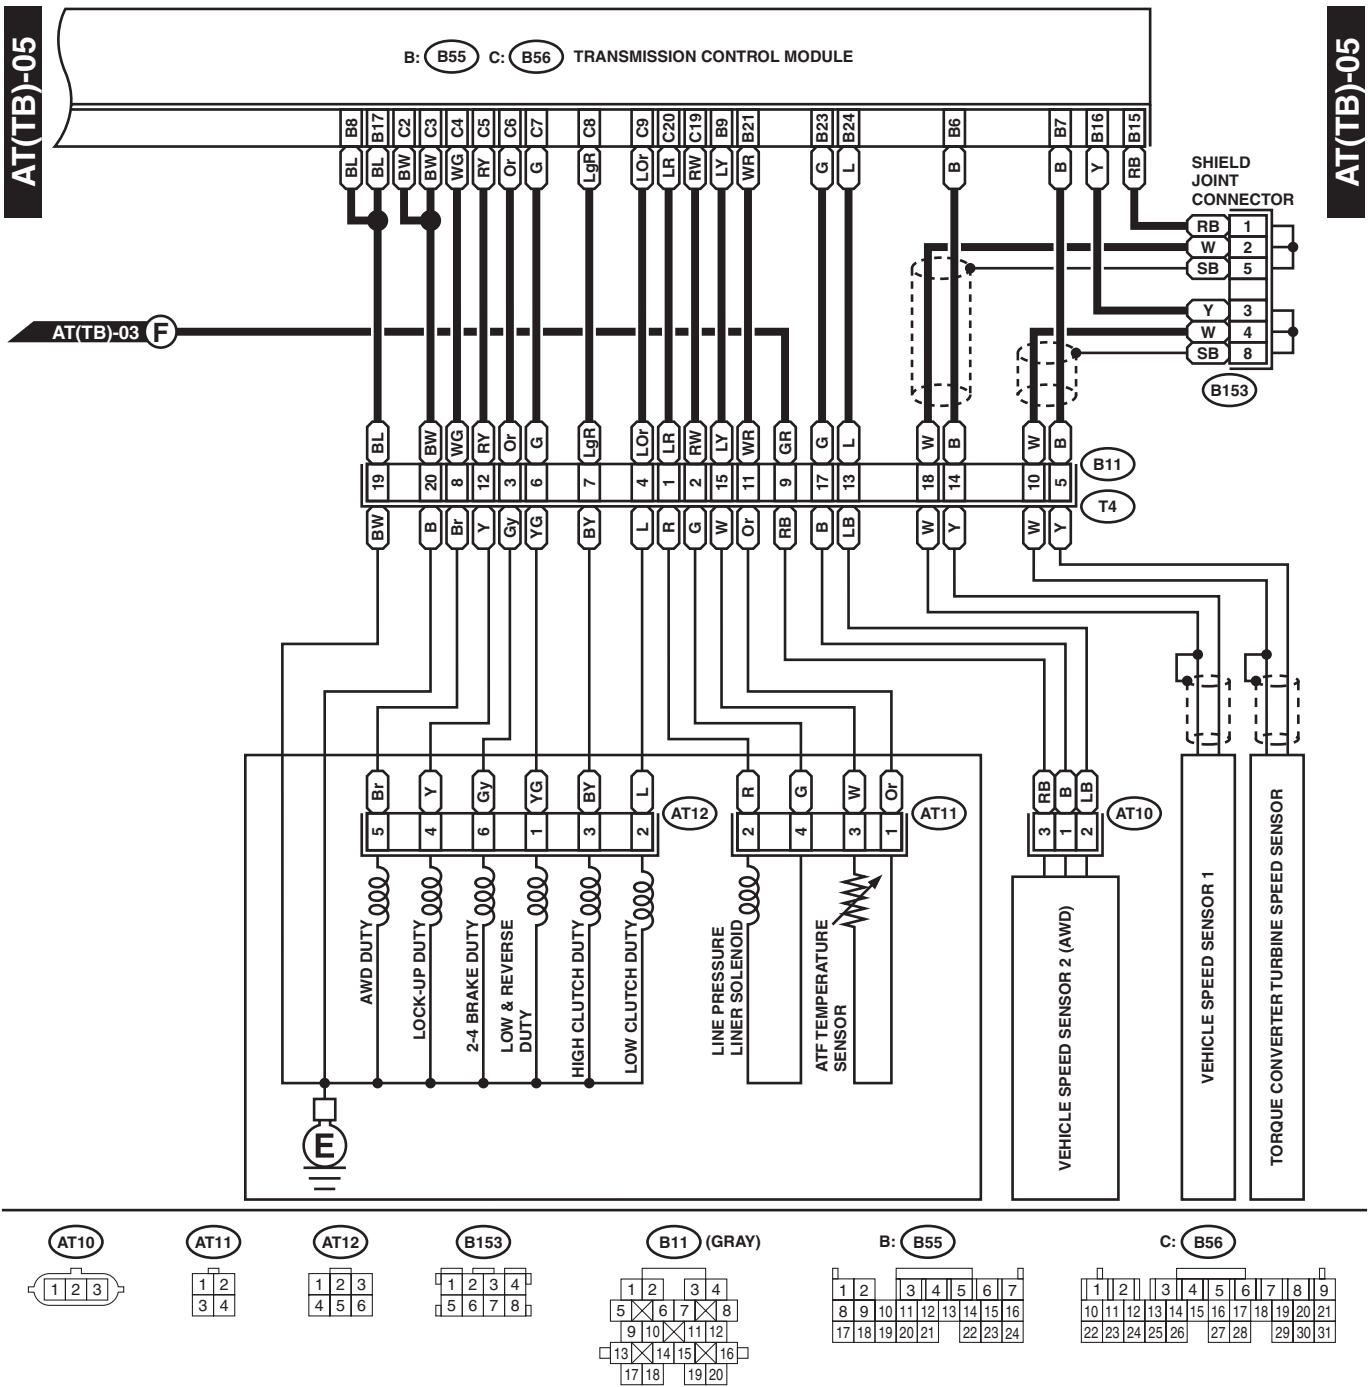 AT(TB)-05
AT(TB)-05
B: B55 C: B56 TRANSMISSION CONTROL MODULE
B8 B17 C2 C3 C4 C5 C6 C7 C8 C9 C20 C19 B9 B21 B23 B24 B6 B7 B16 B15
BL BL BW BW WG RY Or G LgR LOr LR RW LY WR G L B B Y RB
SHIELD
JOINT
CONNECTOR
RB 1
W 2
SB 5
Y 3
W 4
SB 8
B153
AT(TB)-03 F
BL BW WG RY Or G LgR LOr LR RW LY WR GR G L W B W B
19 20 8 12 3 6 7 4 1 2 15 11 9 17 13 18 14 10 5
B11
T4
BW B Br Y Gy YG BY L R G W Or RB B LB W Y W Y
Br Y Gy YG BY L R G W Or RB B LB
5 4 6 1 3 2 AT12
2 4 3 1 AT11
3 1 2 AT10
AWD DUTY
LOCK-UP DUTY
2-4 BRAKE DUTY
LOW & REVERSE
DUTY
HIGH CLUTCH DUTY
LOW CLUTCH DUTY
LINE PRESSURE
LINER SOLENOID
ATF TEMPERATURE
SENSOR
VEHICLE SPEED SENSOR 2 (AWD)
VEHICLE SPEED SENSOR 1
TORQUE CONVERTER TURBINE SPEED SENSOR
E
AT10
1 2 3
AT11
1 2
3 4
AT12
1 2 3
4 5 6
B153
1 2 3 4
5 6 7 8
B11 (GRAY)
1 2 3 4
5 6 7 8
9 10 11 12
13 14 15 16
17 18 19 20
B: B55
1 2 3 4 5 6 7
8 9 10 11 12 13 14 15 16
17 18 19 20 21 22 23 24
C: B56
1 2 3 4 5 6 7 8 9
10 11 12 13 14 15 16 17 18 19 20 21
22 23 24 25 26 27 28 29 30 31